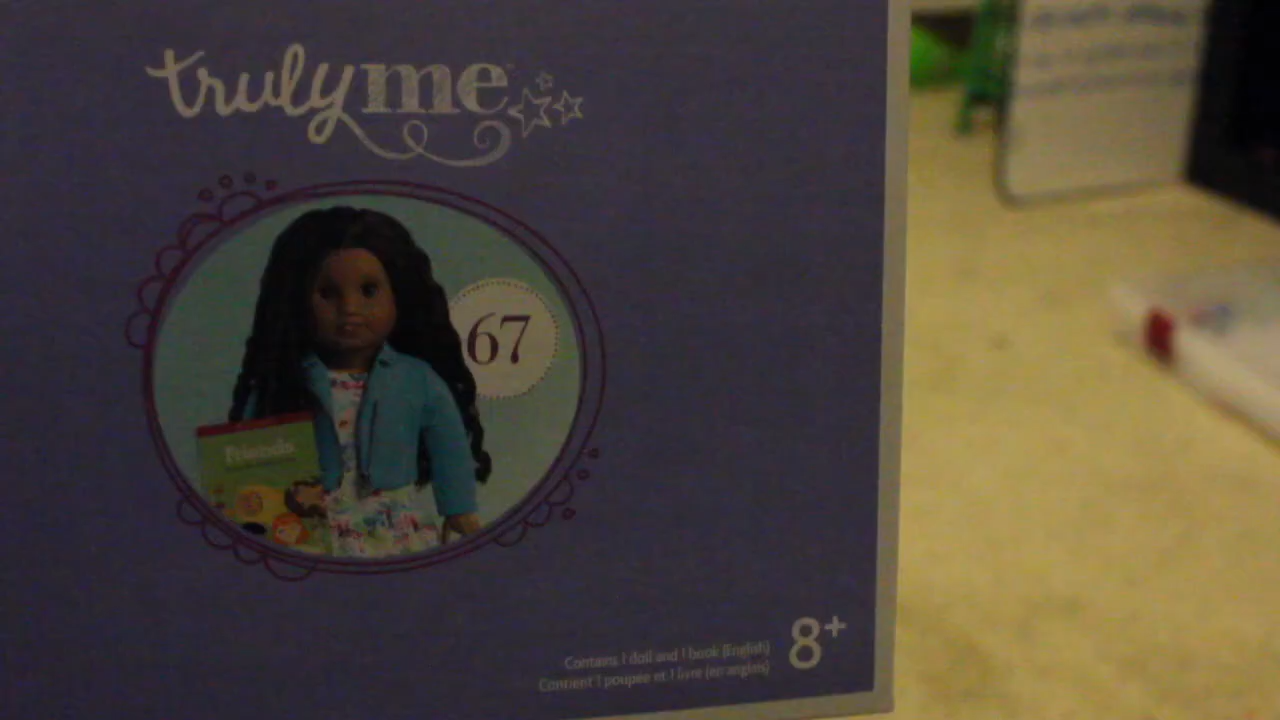 truly me
67
Friends
Contains 1 doll and 1 book (English)
Contient 1 poupée et 1 livre (en anglais)
8+